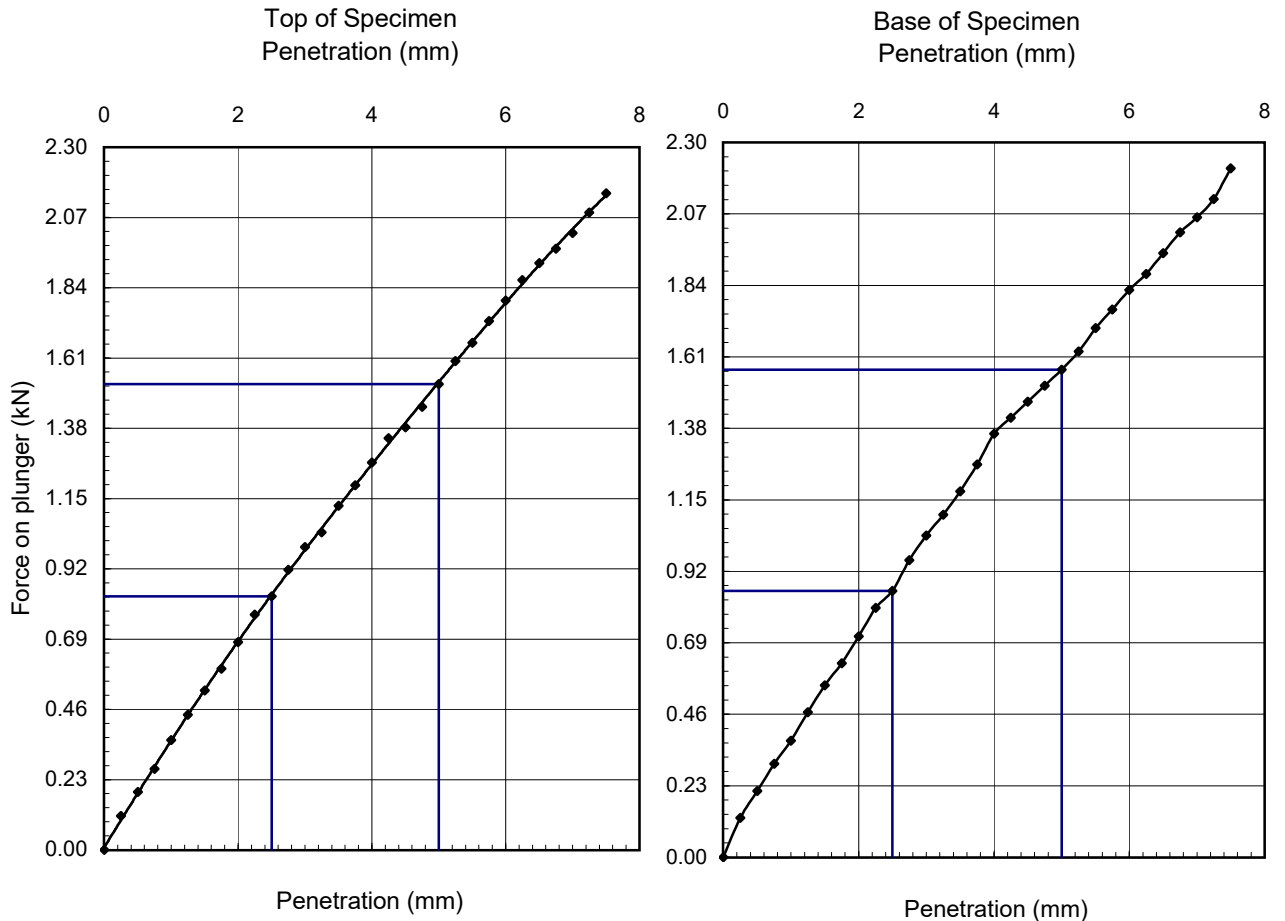 Top of Specimen
Penetration (mm)
0 2 4 6 8
2.30
2.07
1.84
1.61
1.38
1.15
0.92
0.69
0.46
0.23
0.00
Force on plunger (kN)
Penetration (mm)
Base of Specimen
Penetration (mm)
0 2 4 6 8
2.30
2.07
1.84
1.61
1.38
1.15
0.92
0.69
0.46
0.23
0.00
Penetration (mm)